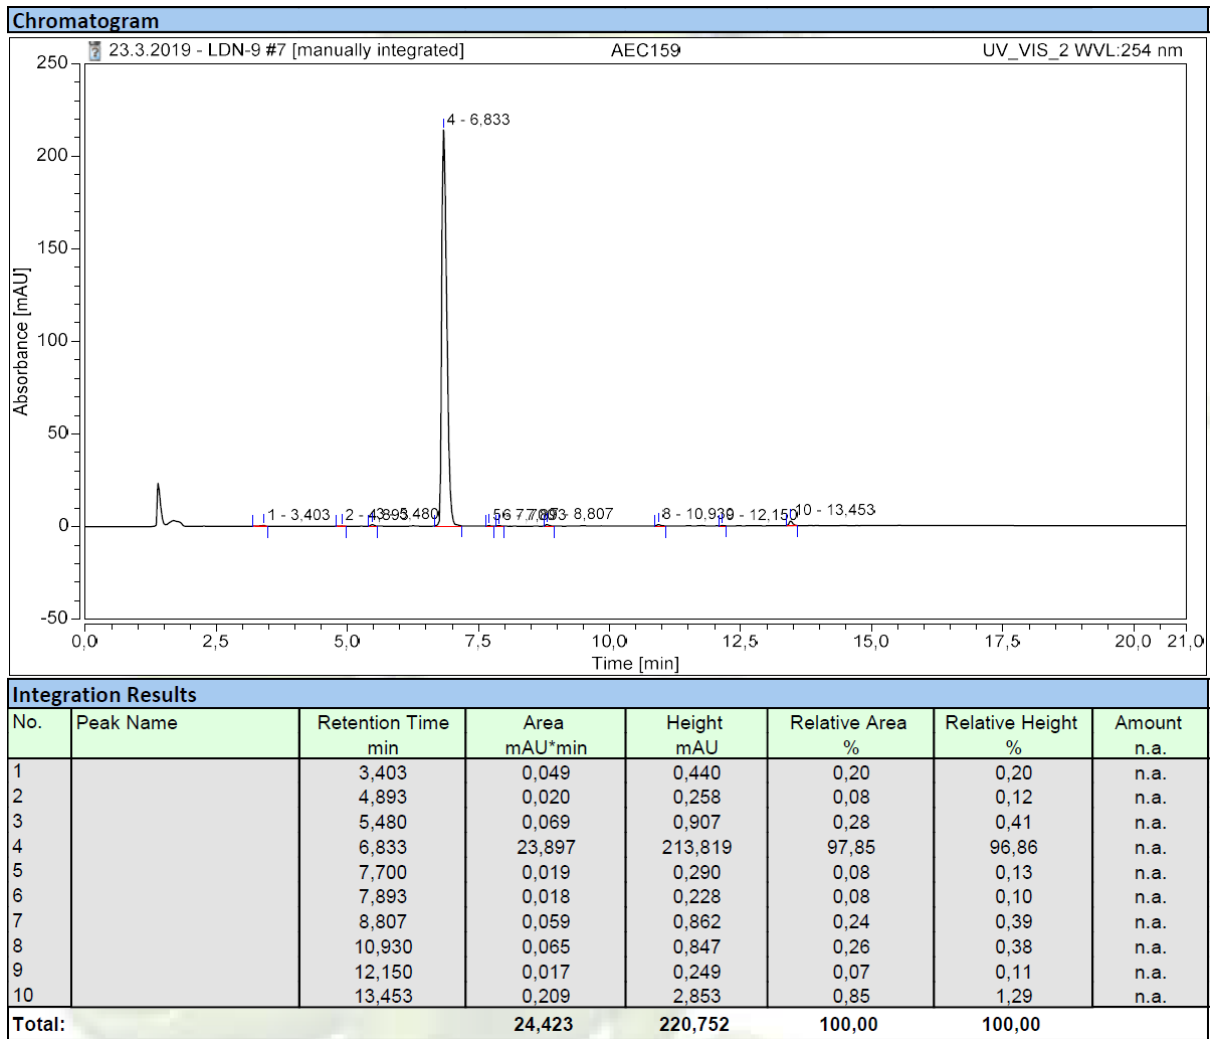 Chromatogram
23.3.2019 - LDN-9 #7 [manually integrated] AEC159 UV_VIS_2 WVL:254 nm
Absorbance [mAU]
250
200
150
100
50
0
-50
4 - 6,833
1 - 3,403 2 - 4,893 3 - 5,480 8 - 10,930 9 - 12,150 10 - 13,453
8,807
0,0 2,5 5,0 7,5 10,0 12,5 15,0 17,5 20,0 21,0
Time [min]
Integration Results
No. Peak Name Retention Time Area Height Relative Area Relative Height Amount
min mAU*min mAU % % n.a.
1 3,403 0,049 0,440 0,20 0,20 n.a.
2 4,893 0,020 0,258 0,08 0,12 n.a.
3 5,480 0,069 0,907 0,28 0,41 n.a.
4 6,833 23,897 213,819 97,85 96,86 n.a.
5 7,700 0,019 0,290 0,08 0,13 n.a.
6 7,893 0,018 0,228 0,08 0,10 n.a.
7 8,807 0,059 0,862 0,24 0,39 n.a.
8 10,930 0,065 0,847 0,26 0,38 n.a.
9 12,150 0,017 0,249 0,07 0,11 n.a.
10 13,453 0,209 2,853 0,85 1,29 n.a.
Total: 24,423 220,752 100,00 100,00